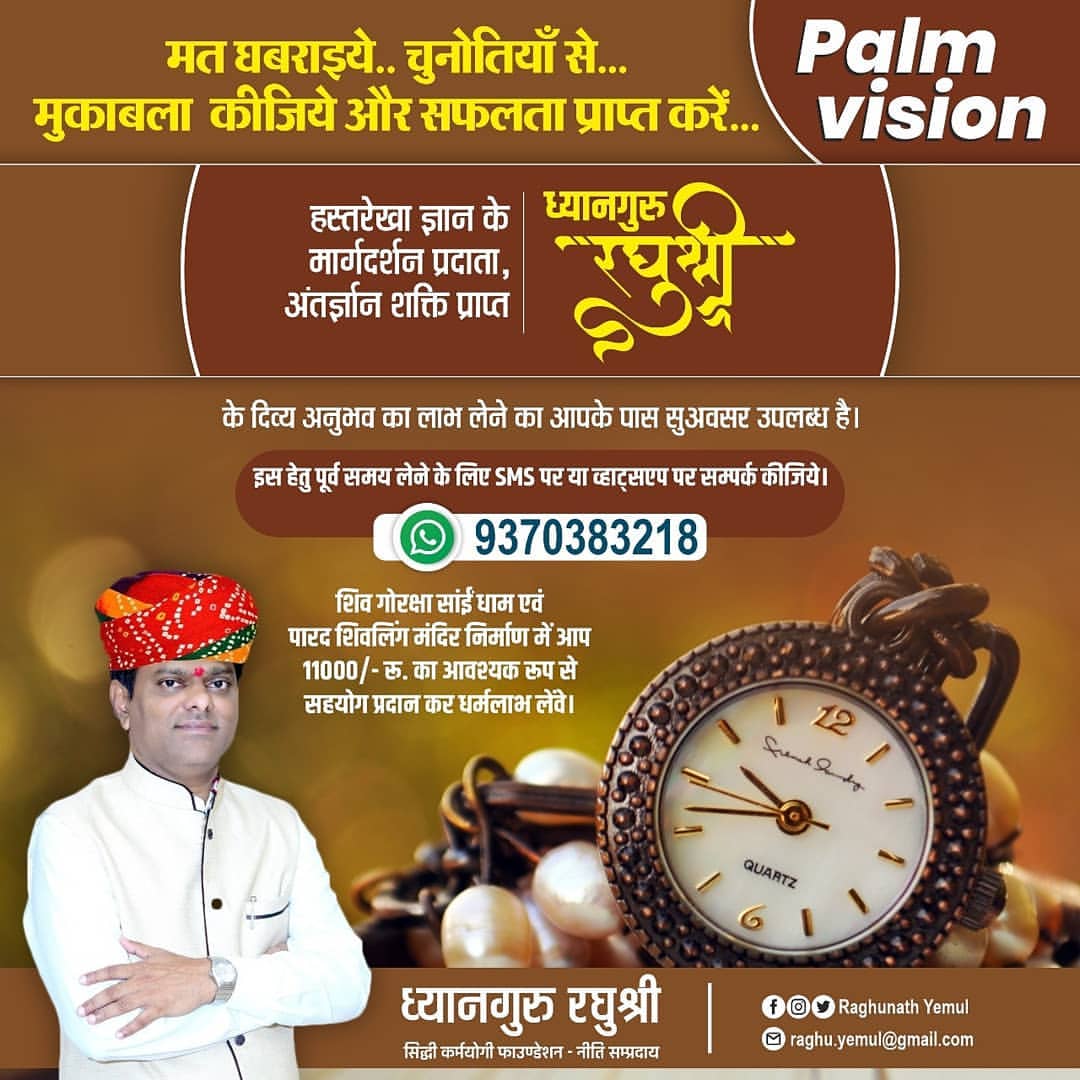 मत घबराइये.. चुनोतियाँ से...
मुकाबला कीजिये और सफलता प्राप्त करें...
Palm
vision
हस्तरेखा ज्ञान के
मार्गदर्शन प्रदाता,
अंतर्ज्ञान शक्ति प्राप्त
ध्यानगुरु
रघुश्री
के दिव्य अनुभव का लाभ लेने का आपके पास सुअवसर उपलब्ध है।
इस हेतु पूर्व समय लेने के लिए SMS पर या व्हाट्सएप पर सम्पर्क कीजिये।
9370383218
शिव गोरक्षा सांई धाम एवं
पारद शिवलिंग मंदिर निर्माण में आप
11000/- रू. का आवश्यक रूप से
सहयोग प्रदान कर धर्मलाभ लेंवे।
12
QUARTZ
6
ध्यानगुरु रघुश्री
सिद्धी कर्मयोगी फाउण्डेशन - नीति सम्प्रदाय
Raghunath Yemul
raghu.yemul@gmail.com